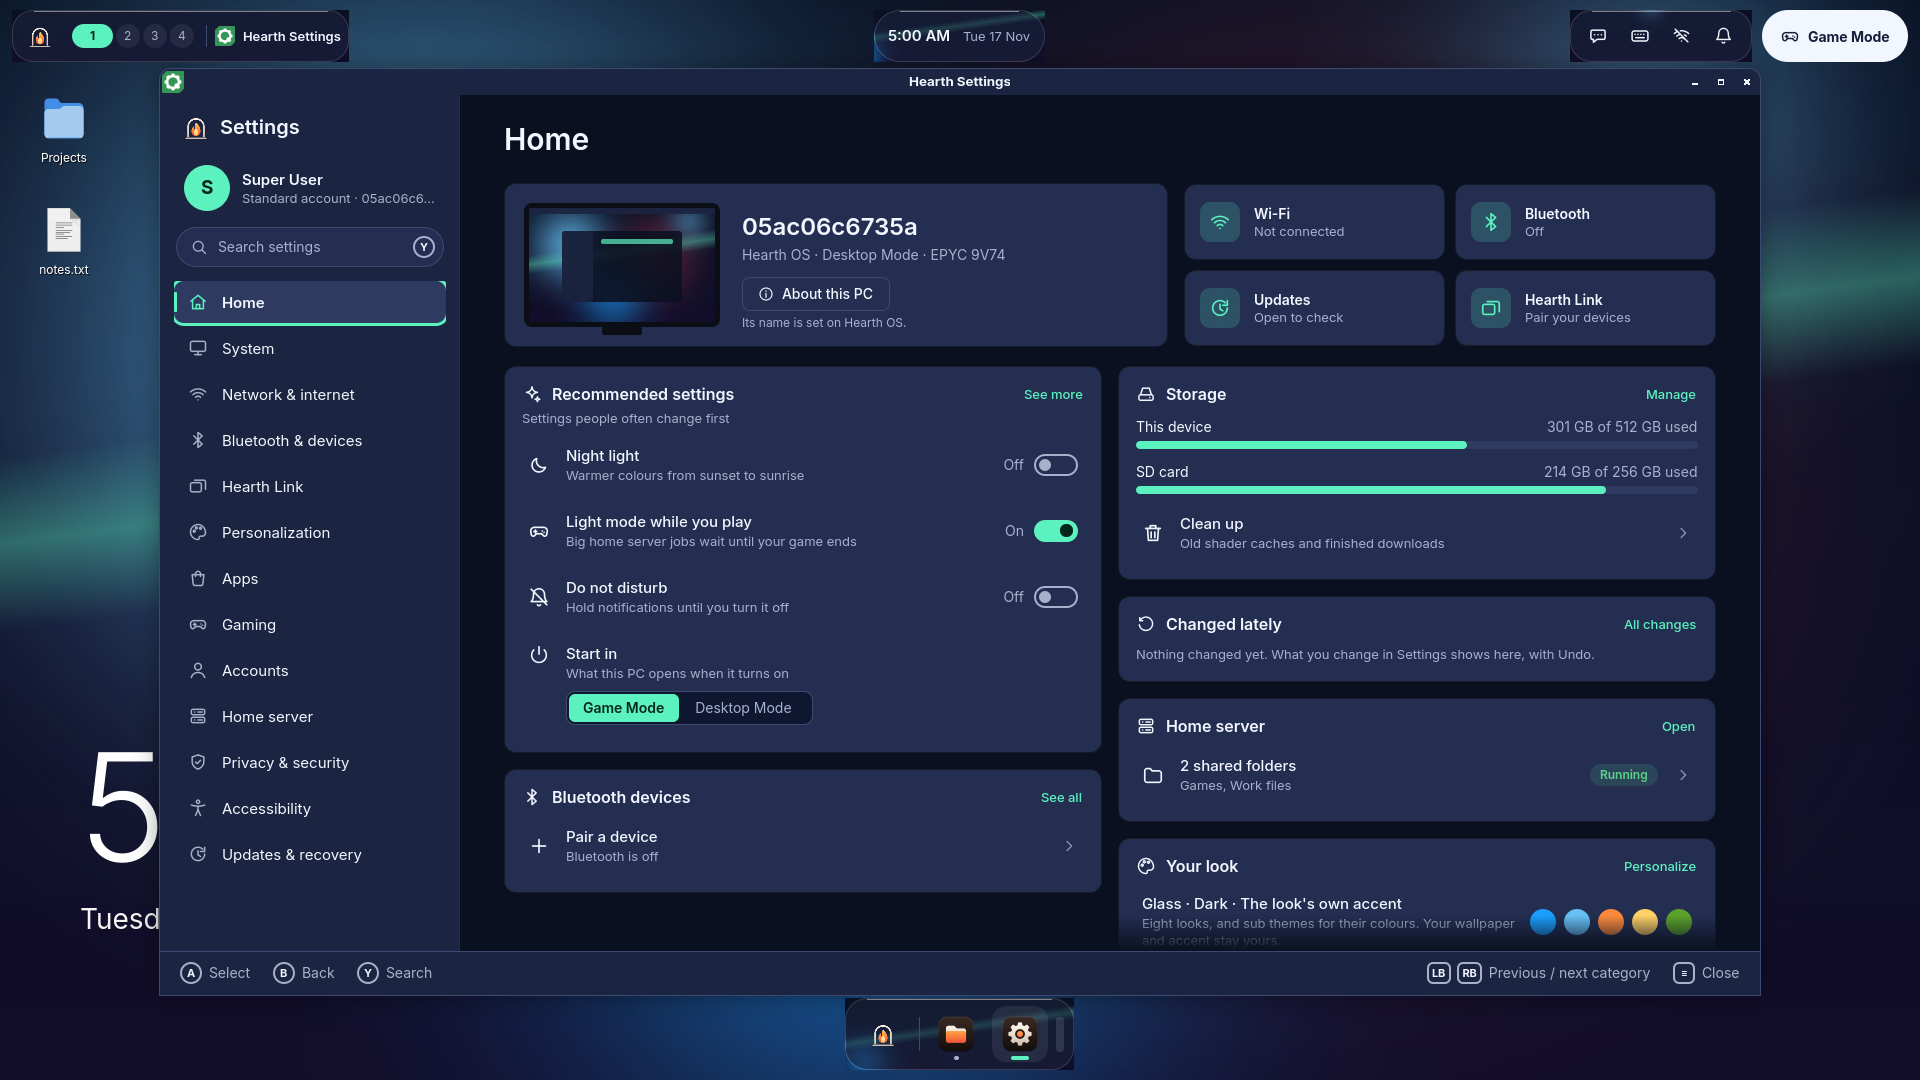 1 2 3 4 Hearth Settings
5:00 AM Tue 17 Nov
Game Mode
Projects
notes.txt
5
Tuesd
Hearth Settings
Settings
S
Super User
Standard account · 05ac06c6...
Search settings Y
Home
System
Network & internet
Bluetooth & devices
Hearth Link
Personalization
Apps
Gaming
Accounts
Home server
Privacy & security
Accessibility
Updates & recovery
Home
05ac06c6735a
Hearth OS · Desktop Mode · EPYC 9V74
About this PC
Its name is set on Hearth OS.
Wi-Fi
Not connected
Bluetooth
Off
Updates
Open to check
Hearth Link
Pair your devices
Recommended settings See more
Settings people often change first
Night light
Warmer colours from sunset to sunrise
Off
Light mode while you play
Big home server jobs wait until your game ends
On
Do not disturb
Hold notifications until you turn it off
Off
Start in
What this PC opens when it turns on
Game Mode Desktop Mode
Bluetooth devices See all
Pair a device
Bluetooth is off
Storage Manage
This device 301 GB of 512 GB used
SD card 214 GB of 256 GB used
Clean up
Old shader caches and finished downloads
Changed lately All changes
Nothing changed yet. What you change in Settings shows here, with Undo.
Home server Open
2 shared folders
Games, Work files
Running
Your look Personalize
Glass · Dark · The look's own accent
Eight looks, and sub themes for their colours. Your wallpaper
and accent stay yours.
A Select B Back Y Search
LB RB Previous / next category Close